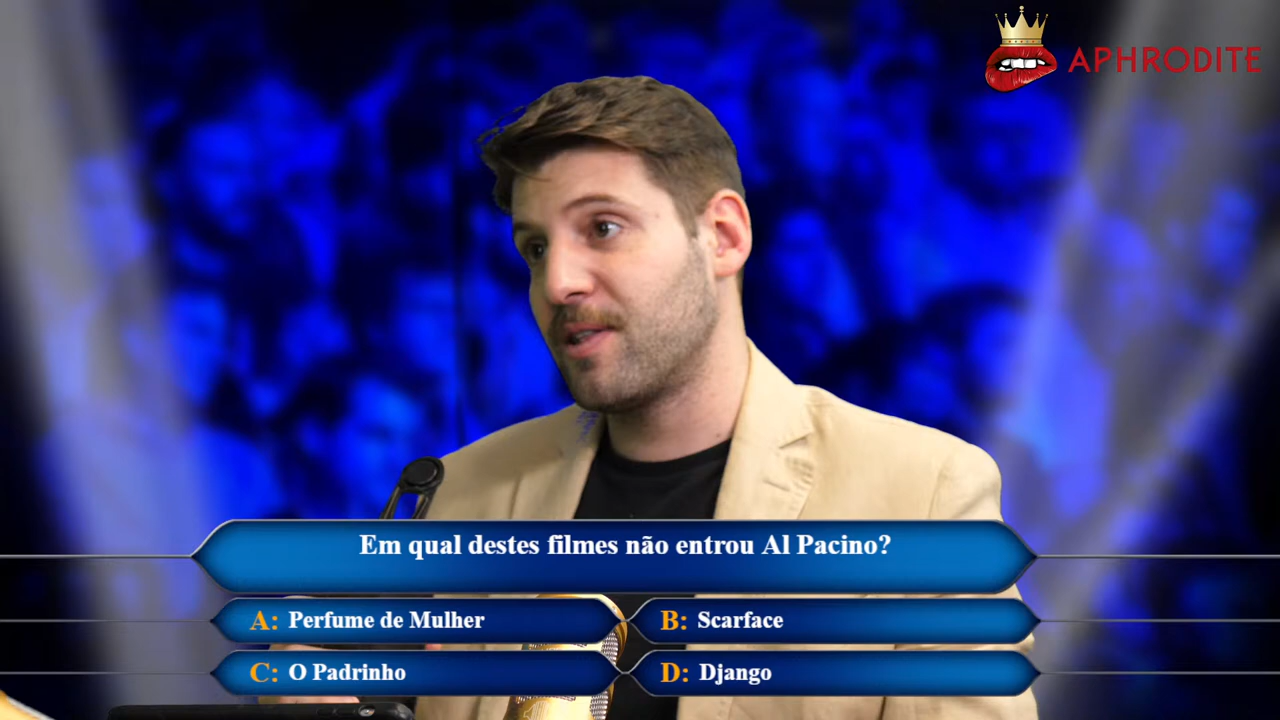 APHRODITE
Em qual destes filmes não entrou Al Pacino?
A: Perfume de Mulher
B: Scarface
C: O Padrinho
D: Django